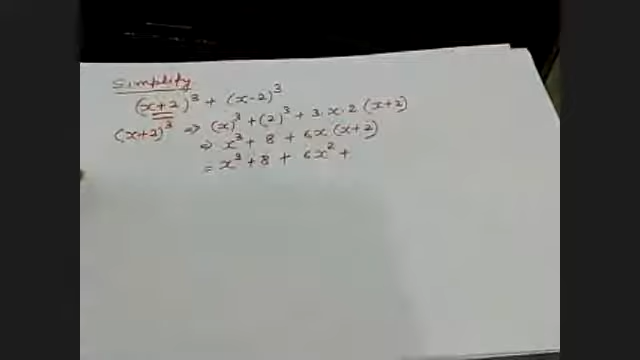 Simplify
(x+2)³ + (x-2)³
(x+2)³ ⇒ (x)³ + (2)³ + 3·x·2 (x+2)
⇒ x³ + 8 + 6x (x+2)
= x³ + 8 + 6x² +